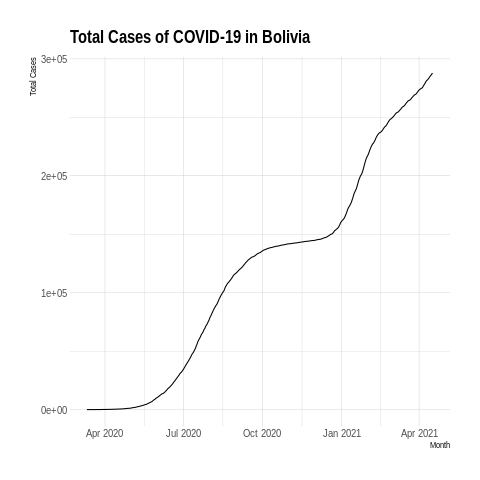 Total Cases of COVID-19 in Bolivia
Total Cases
3e+05
2e+05
1e+05
0e+00
Apr 2020 Jul 2020 Oct 2020 Jan 2021 Apr 2021
Month